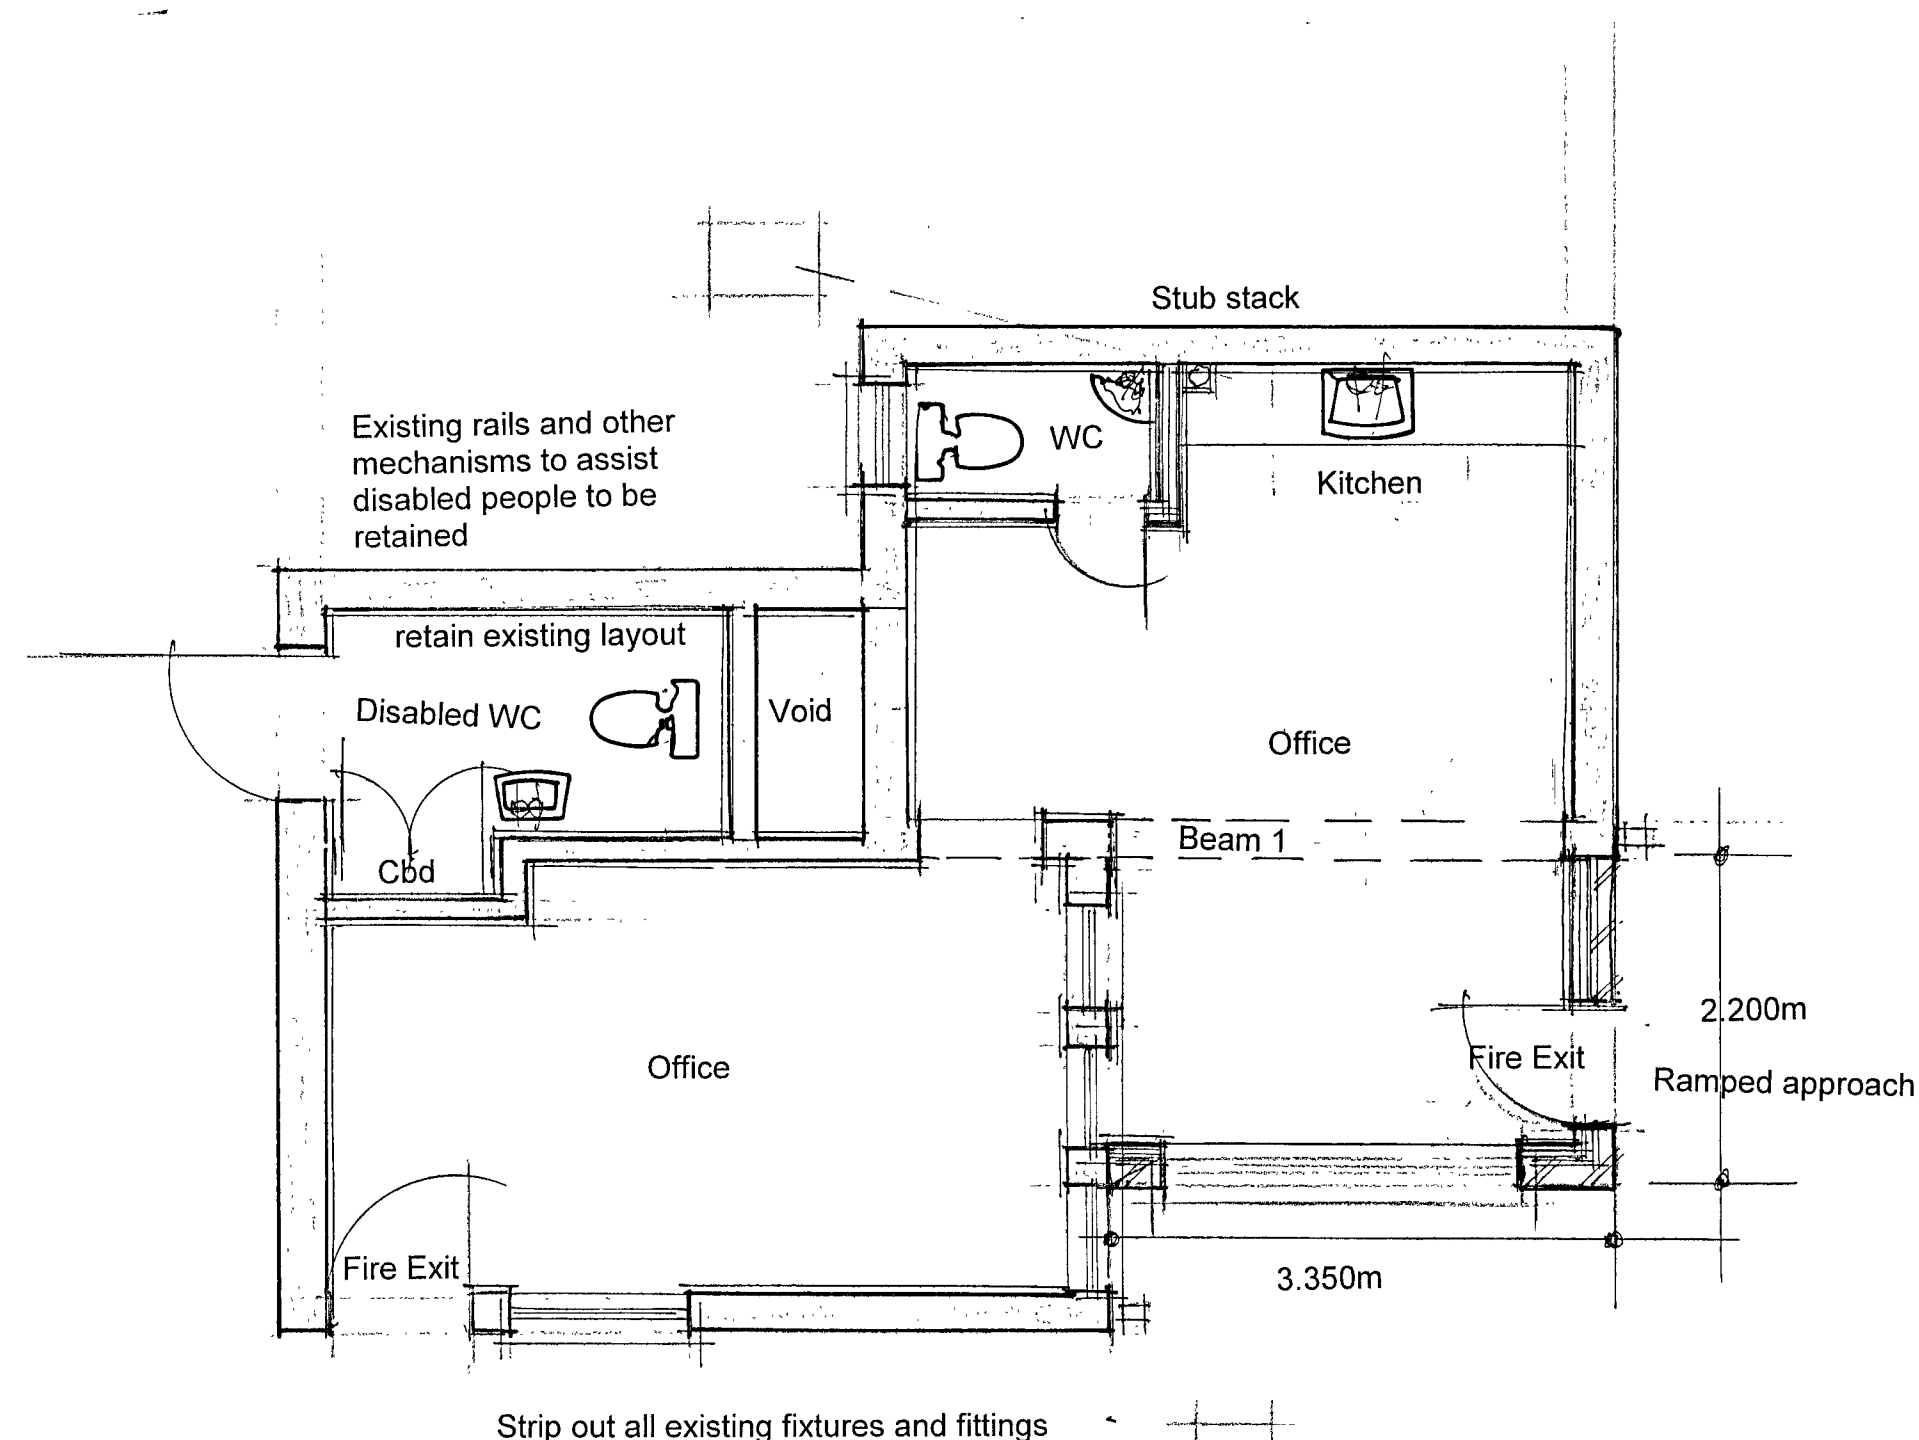 Stub stack
Existing rails and other
mechanisms to assist
disabled people to be
retained
WC
Kitchen
retain existing layout
Disabled WC
Void
Office
Beam 1
Cbd
2.200m
Fire Exit
Office
Ramped approach
Fire Exit
3.350m
Strip out all existing fixtures and fittings